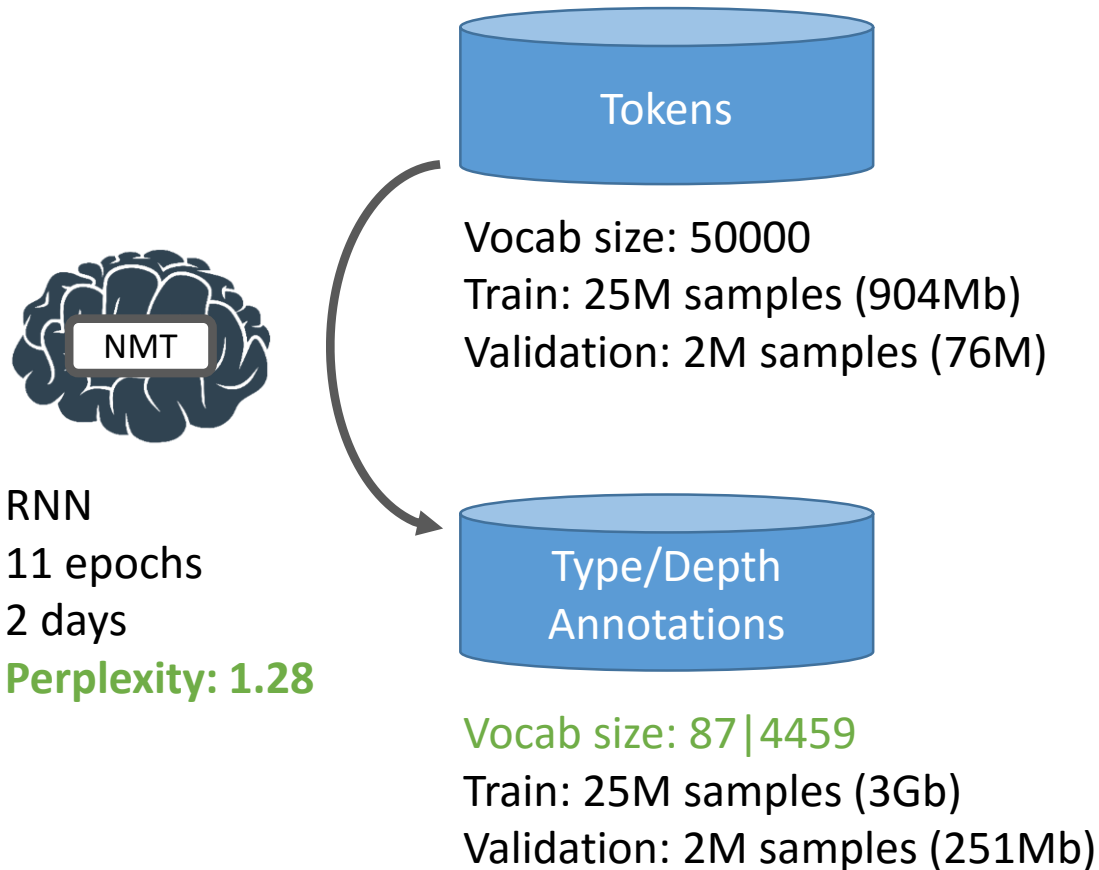 Tokens
Vocab size: 50000
Train: 25M samples (904Mb)
Validation: 2M samples (76M)
NMT
RNN
11 epochs
2 days
Perplexity: 1.28
Type/Depth
Annotations
Vocab size: 87|4459
Train: 25M samples (3Gb)
Validation: 2M samples (251Mb)